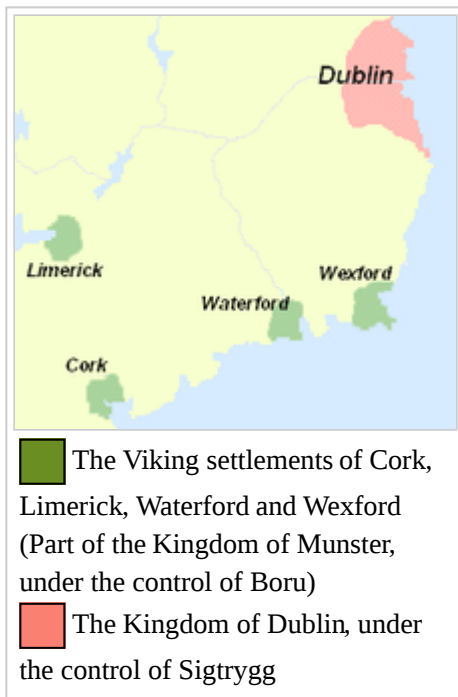 Dublin
Limerick
Wexford
Waterford
Cork
The Viking settlements of Cork,
Limerick, Waterford and Wexford
(Part of the Kingdom of Munster,
under the control of Boru)
The Kingdom of Dublin, under
the control of Sigtrygg